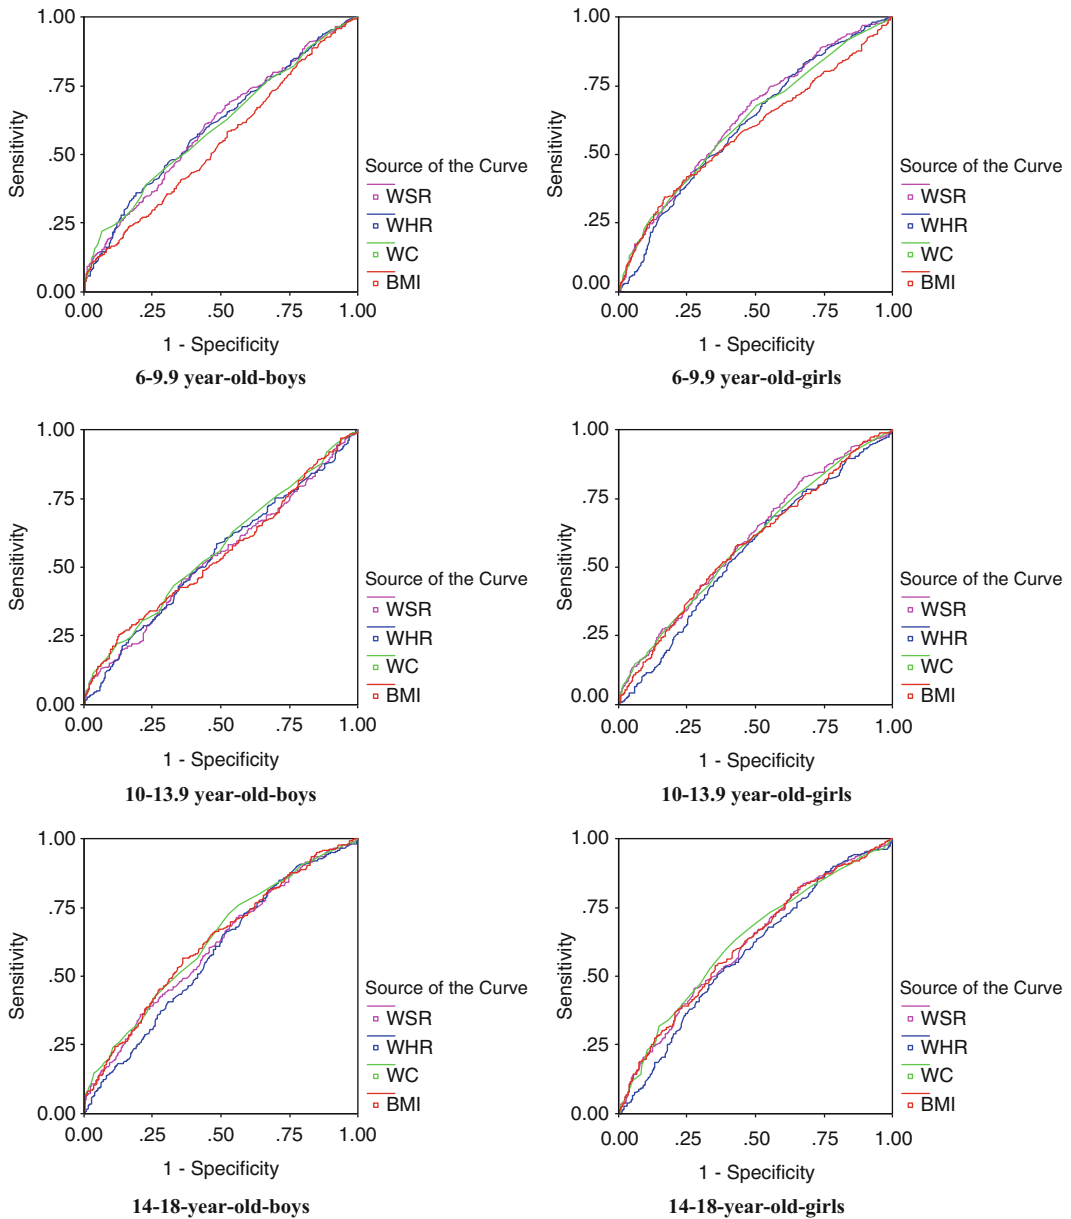 1.00
.75
.50
.25
0.00
Sensitivity
0.00 .25 .50 .75 1.00
1 - Specificity
Source of the Curve
WSR
WHR
WC
BMI
6-9.9 year-old-boys
1.00
.75
.50
.25
0.00
Sensitivity
0.00 .25 .50 .75 1.00
1 - Specificity
Source of the Curve
WSR
WHR
WC
BMI
6-9.9 year-old-girls
1.00
.75
.50
.25
0.00
Sensitivity
0.00 .25 .50 .75 1.00
1 - Specificity
Source of the Curve
WSR
WHR
WC
BMI
10-13.9 year-old-boys
1.00
.75
.50
.25
0.00
Sensitivity
0.00 .25 .50 .75 1.00
1 - Specificity
Source of the Curve
WSR
WHR
WC
BMI
10-13.9 year-old-girls
1.00
.75
.50
.25
0.00
Sensitivity
0.00 .25 .50 .75 1.00
1 - Specificity
Source of the Curve
WSR
WHR
WC
BMI
14-18-year-old-boys
1.00
.75
.50
.25
0.00
Sensitivity
0.00 .25 .50 .75 1.00
1 - Specificity
Source of the Curve
WSR
WHR
WC
BMI
14-18-year-old-girls